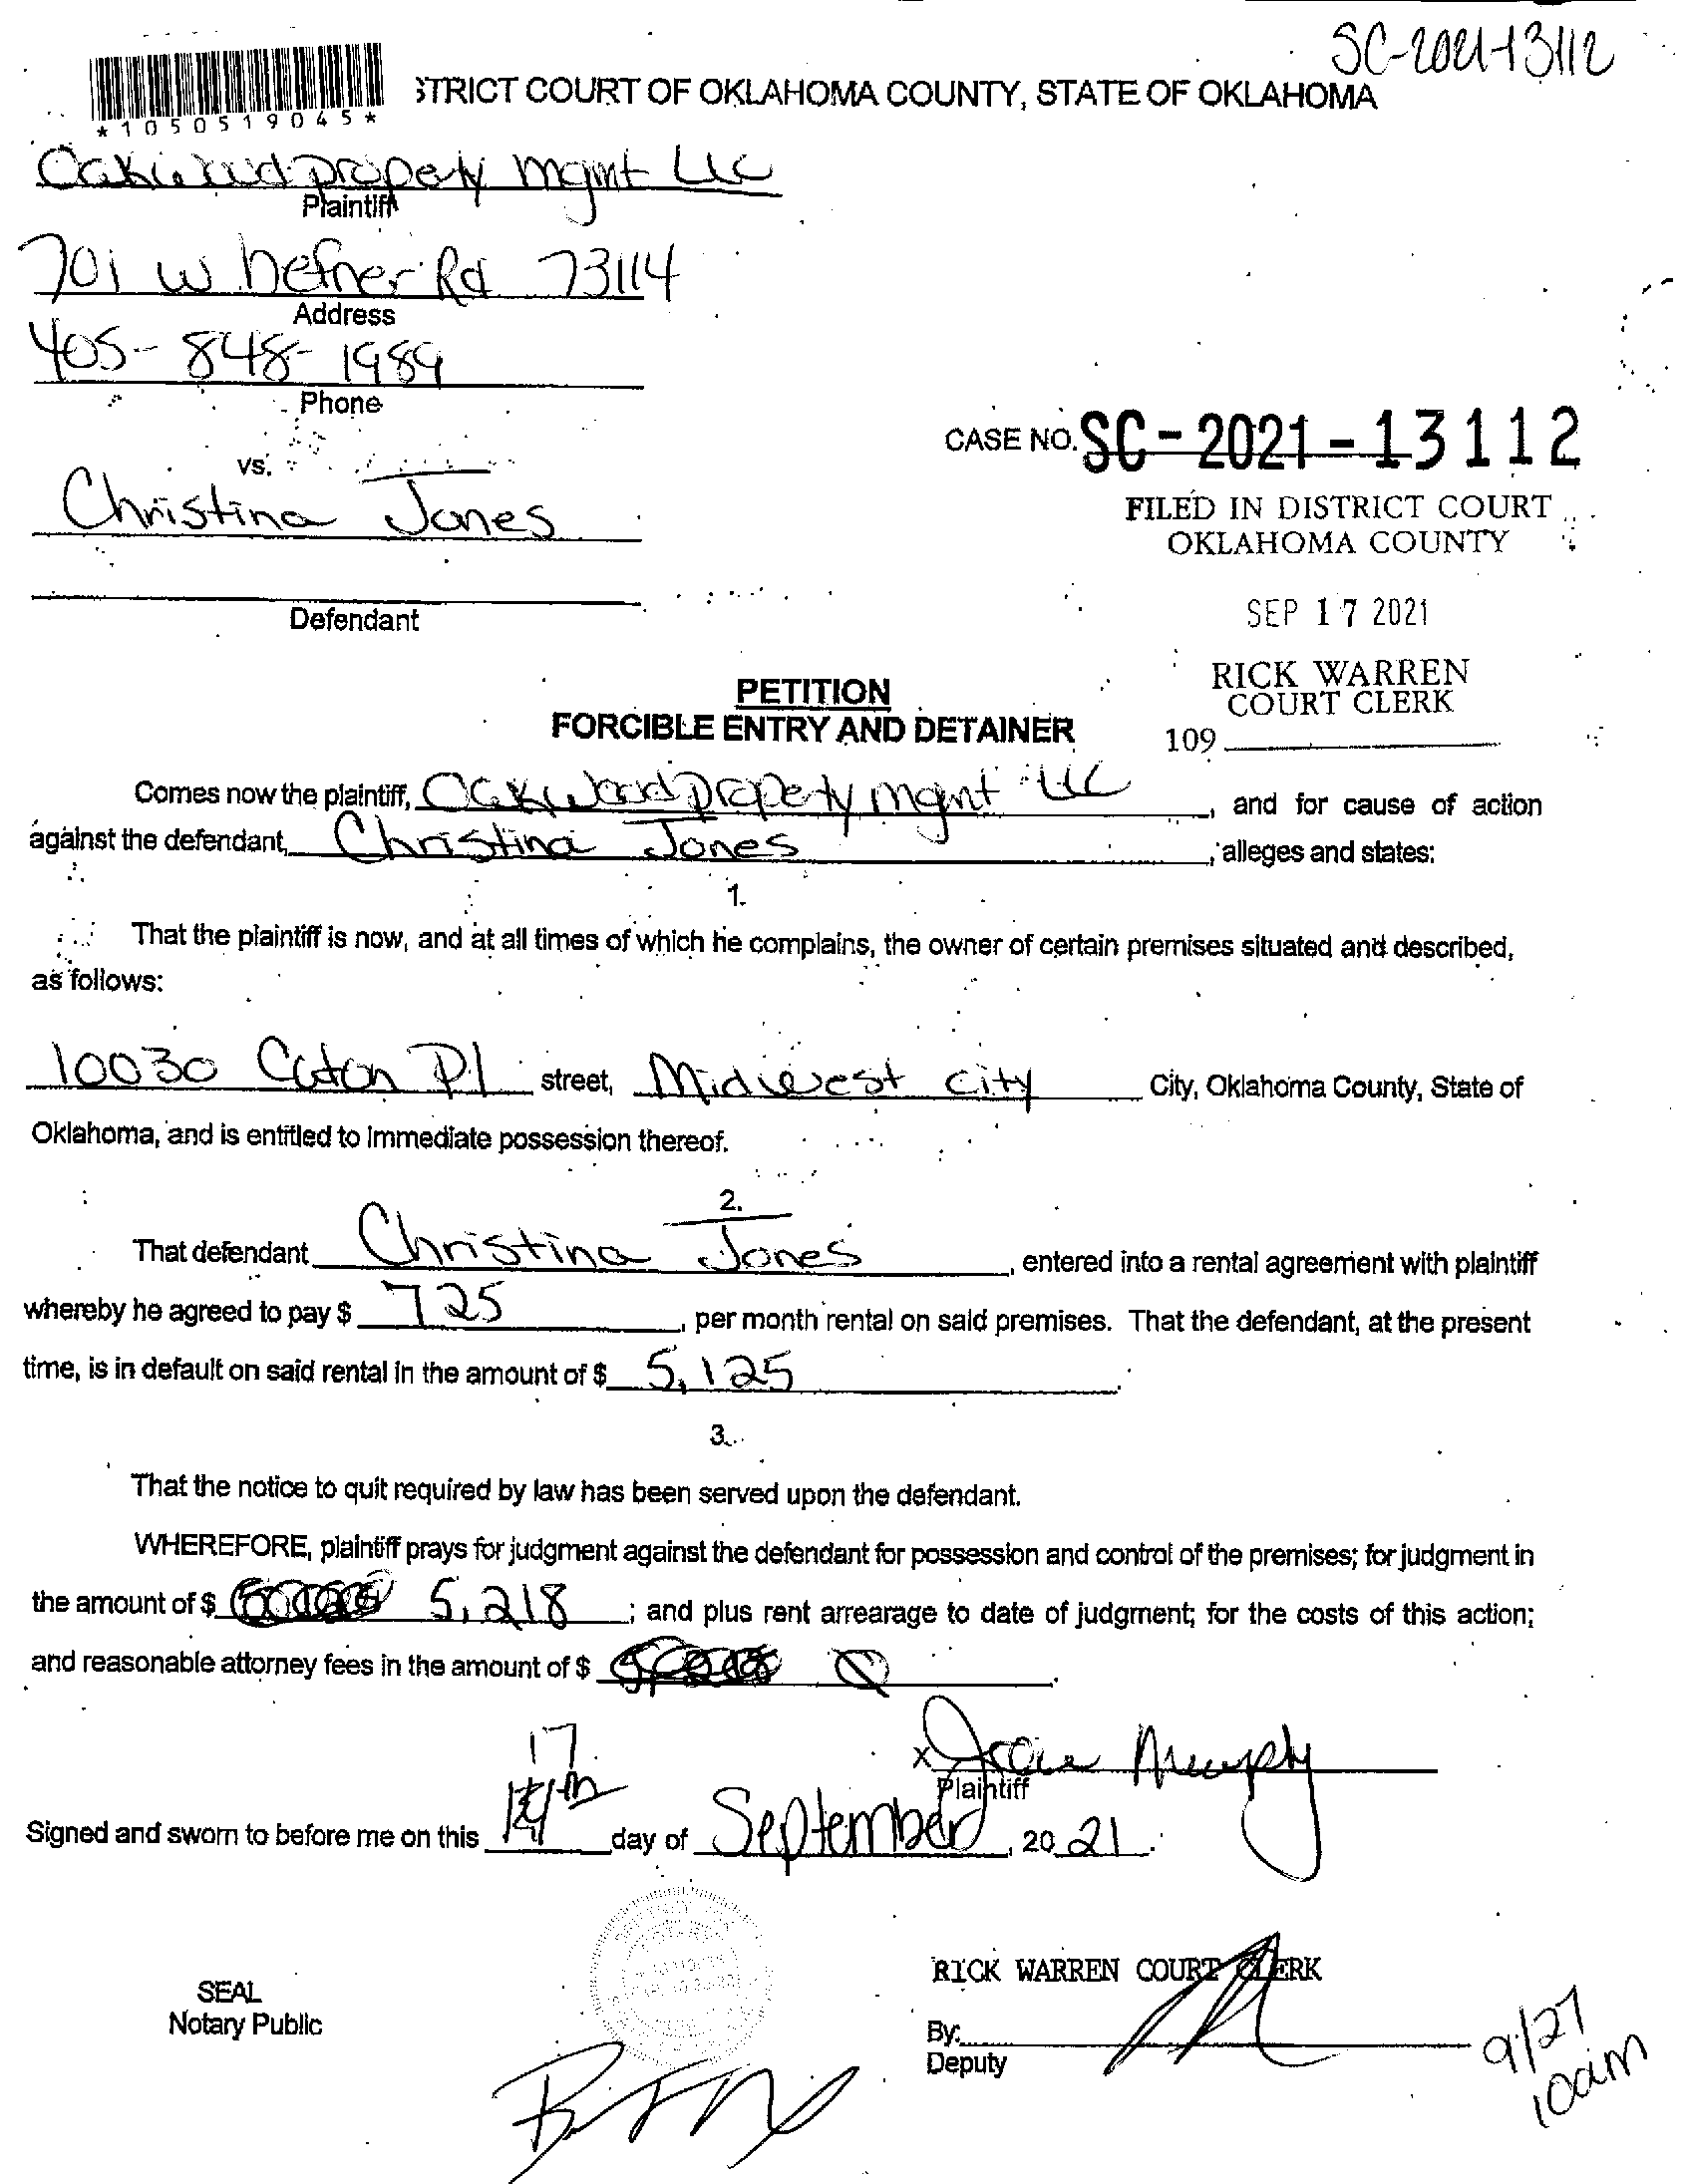 SC-2021-13112
*1050519045*
STRICT COURT OF OKLAHOMA COUNTY, STATE OF OKLAHOMA
Oakwood propety mgmt LLC
Plaintiff
701 w hefner Rd 73114
Address
405-848-1989
Phone
CASE NO. SC-2021-13112
vs.
Christina Jones
FILED IN DISTRICT COURT
OKLAHOMA COUNTY
Defendant
SEP 17 2021
RICK WARREN
COURT CLERK
109
PETITION
FORCIBLE ENTRY AND DETAINER
Comes now the plaintiff, Oakwood propety mgmt LLC, and for cause of action
against the defendant, Christina Jones, alleges and states:
1.
That the plaintiff is now, and at all times of which he complains, the owner of certain premises situated and described,
as follows:
10030 Caton Pl street, Midwest city City, Oklahoma County, State of
Oklahoma, and is entitled to immediate possession thereof.
2.
That defendant Christina Jones, entered into a rental agreement with plaintiff
whereby he agreed to pay $ 725, per month rental on said premises. That the defendant, at the present
time, is in default on said rental in the amount of $ 5,125.
3.
That the notice to quit required by law has been served upon the defendant.
WHEREFORE, plaintiff prays for judgment against the defendant for possession and control of the premises; for judgment in
the amount of $ 5,218; and plus rent arrearage to date of judgment; for the costs of this action;
and reasonable attorney fees in the amount of $
17
x Murphy
Plaintiff
Signed and sworn to before me on this th day of September, 2021.
RICK WARREN COURT CLERK
SEAL
Notary Public
By:
Deputy
9/27
10am